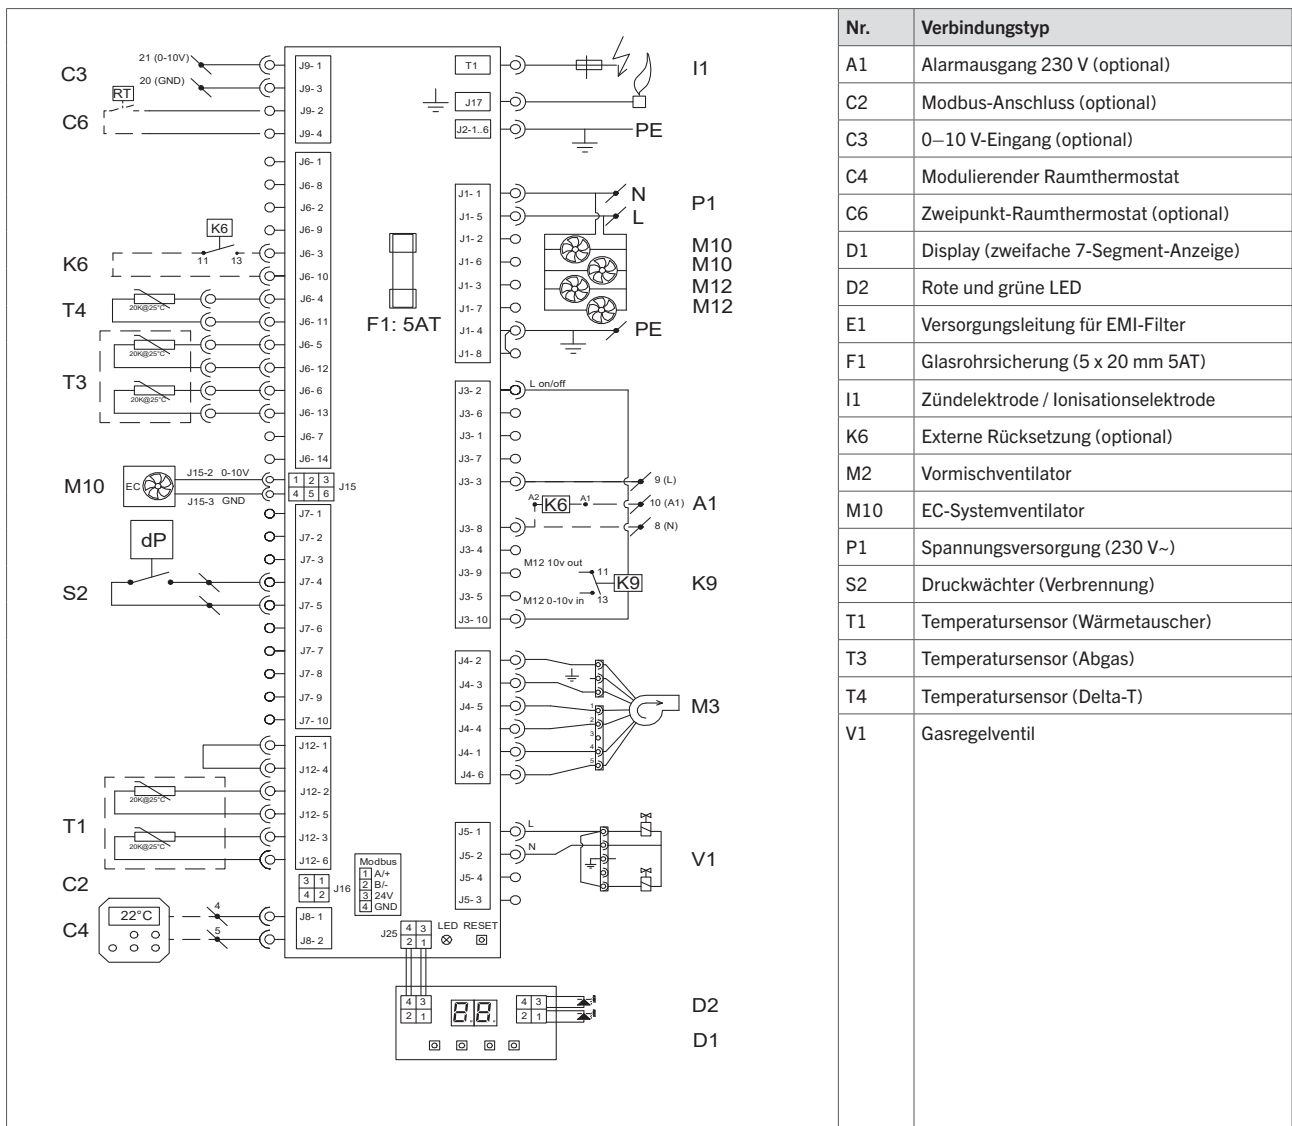 C3
21 (0-10V)
20 (GND)
RT
C6
J9- 1
J9- 3
J9- 2
J9- 4
J6- 1
J6- 8
J6- 2
J6- 9
J6- 3
J6- 10
J6- 4
J6- 11
J6- 5
J6- 12
J6- 6
J6- 13
J6- 7
J6- 14
K6
11 13
K6
T4
20K@25°C
20K@25°C
T3
20K@25°C
M10
EC
J15-2 0-10V
J15-3 GND
1 2 3
4 5 6
J15
dP
S2
J7- 1
J7- 2
J7- 3
J7- 4
J7- 5
J7- 6
J7- 7
J7- 8
J7- 9
J7- 10
J12- 1
J12- 4
J12- 2
J12- 5
J12- 3
J12- 6
20K@25°C
T1
20K@25°C
C2
3 1
4 2
J16
Modbus
1 A/+
2 B/-
3 24V
4 GND
C4
22°C
4
5
J8- 1
J8- 2
J25
4 3
2 1
LED RESET
F1: 5AT
T1
J17
J2-1..6
I1
PE
J1- 1
J1- 5
J1- 2
J1- 6
J1- 3
J1- 7
J1- 4
J1- 8
N
L
P1
M10
M10
M12
M12
PE
J3- 2
J3- 6
J3- 1
J3- 7
J3- 3
J3- 8
J3- 4
J3- 9
J3- 5
J3- 10
L on/off
9 (L)
A2 K6 A1
10 (A1)
A1
8 (N)
M12 10v out
11
K9
K9
M12 0-10v in
13
J4- 2
J4- 3
J4- 5
J4- 4
J4- 1
J4- 6
1
2
3
4
5
M3
J5- 1
J5- 2
J5- 4
J5- 3
L
N
V1
4 3
2 1
88
4 3
2 1
D2
D1
Nr. Verbindungstyp
A1 Alarmausgang 230 V (optional)
C2 Modbus-Anschluss (optional)
C3 0–10 V-Eingang (optional)
C4 Modulierender Raumthermostat
C6 Zweipunkt-Raumthermostat (optional)
D1 Display (zweifache 7-Segment-Anzeige)
D2 Rote und grüne LED
E1 Versorgungsleitung für EMI-Filter
F1 Glasrohrsicherung (5 x 20 mm 5AT)
I1 Zündelektrode / Ionisationselektrode
K6 Externe Rücksetzung (optional)
M2 Vormischventilator
M10 EC-Systemventilator
P1 Spannungsversorgung (230 V~)
S2 Druckwächter (Verbrennung)
T1 Temperatursensor (Wärmetauscher)
T3 Temperatursensor (Abgas)
T4 Temperatursensor (Delta-T)
V1 Gasregelventil